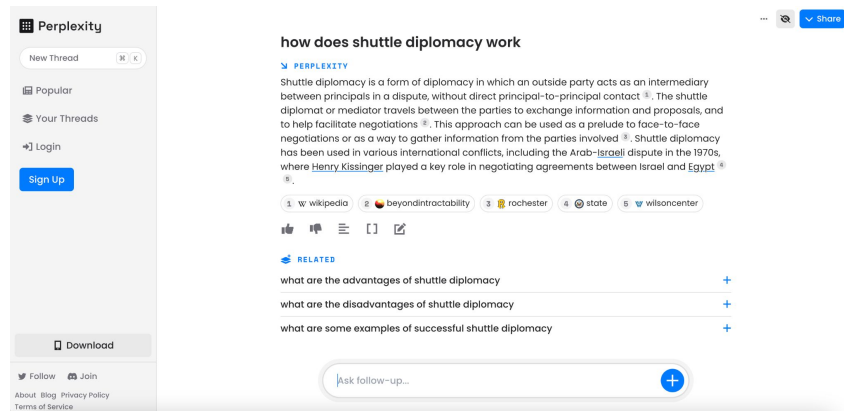 Perplexity
New Thread ⌘ K
Popular
Your Threads
Login
Sign Up
Download
Follow Join
About Blog Privacy Policy
Terms of Service
... Share
how does shuttle diplomacy work
PERPLEXITY
Shuttle diplomacy is a form of diplomacy in which an outside party acts as an intermediary
between principals in a dispute, without direct principal-to-principal contact 1. The shuttle
diplomat or mediator travels between the parties to exchange information and proposals, and
to help facilitate negotiations 2. This approach can be used as a prelude to face-to-face
negotiations or as a way to gather information from the parties involved 3. Shuttle diplomacy
has been used in various international conflicts, including the Arab-Israeli dispute in the 1970s,
where Henry Kissinger played a key role in negotiating agreements between Israel and Egypt 4
5.
1 W wikipedia 2 beyondintractability 3 rochester 4 state 5 w wilsoncenter
RELATED
what are the advantages of shuttle diplomacy
what are the disadvantages of shuttle diplomacy
what are some examples of successful shuttle diplomacy
Ask follow-up...